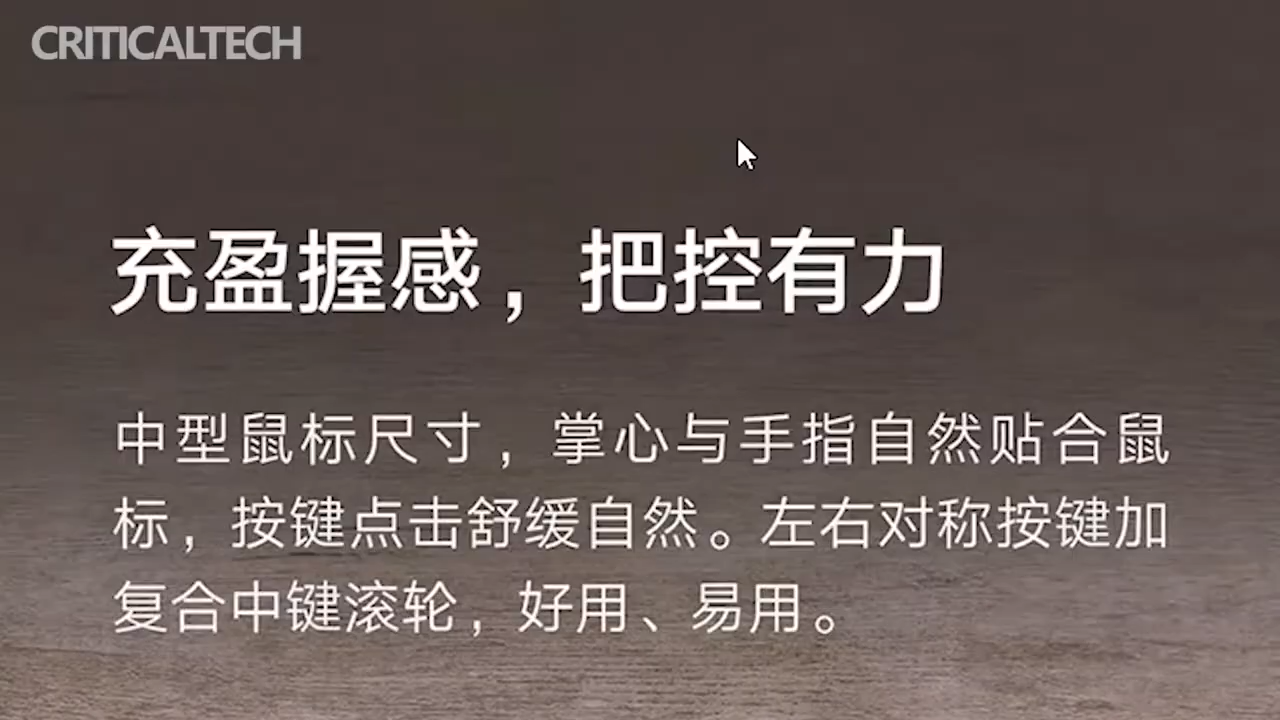 CRITICALTECH
充盈握感，把控有力
中型鼠标尺寸，掌心与手指自然贴合鼠
标，按键点击舒缓自然。左右对称按键加
复合中键滚轮，好用、易用。